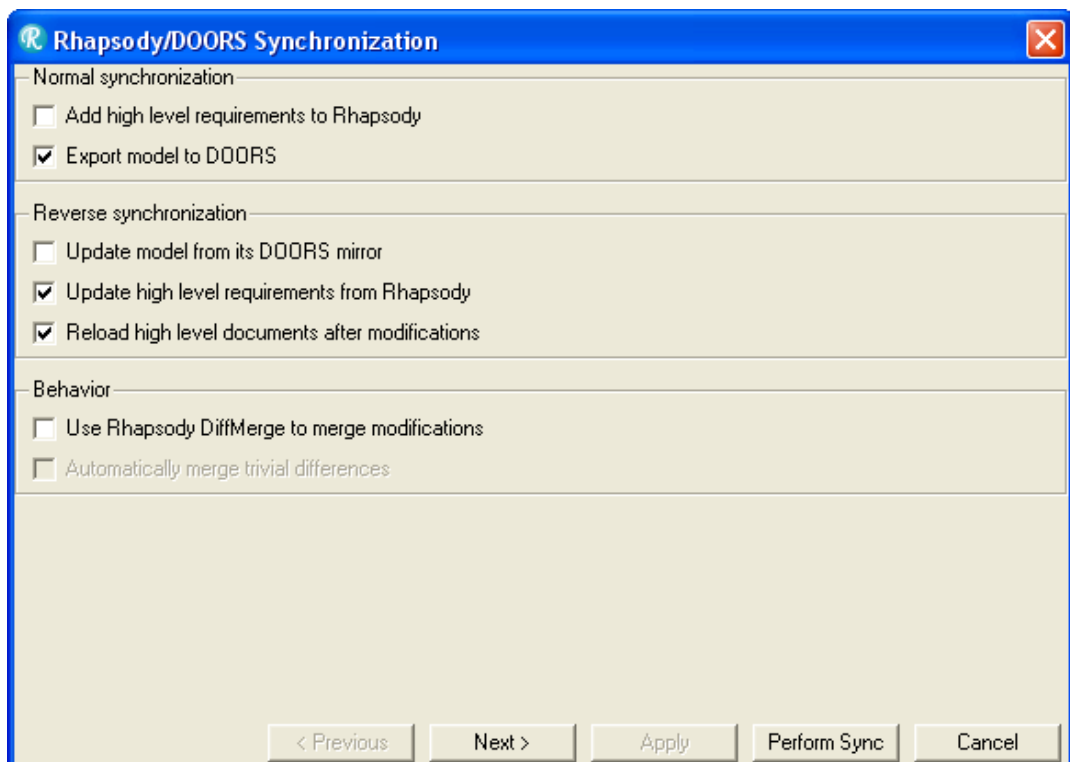 R Rhapsody/DOORS Synchronization
Normal synchronization
Add high level requirements to Rhapsody
Export model to DOORS
Reverse synchronization
Update model from its DOORS mirror
Update high level requirements from Rhapsody
Reload high level documents after modifications
Behavior
Use Rhapsody DiffMerge to merge modifications
Automatically merge trivial differences
< Previous Next > Apply Perform Sync Cancel